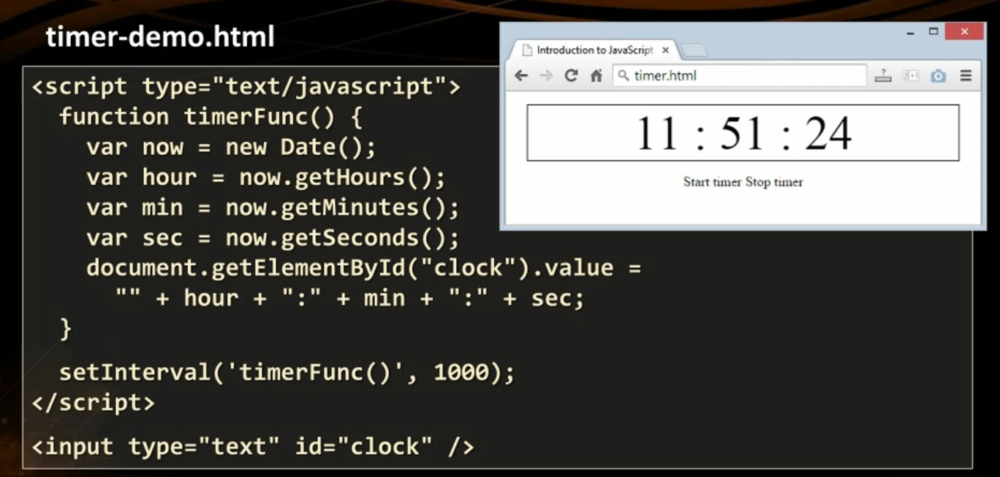 timer-demo.html
<script type="text/javascript">
function timerFunc() {
var now = new Date();
var hour = now.getHours();
var min = now.getMinutes();
var sec = now.getSeconds();
document.getElementById("clock").value =
"" + hour + ":" + min + ":" + sec;
}
setInterval('timerFunc()', 1000);
</script>
<input type="text" id="clock" />
Introduction to JavaScript
timer.html
11 : 51 : 24
Start timer Stop timer